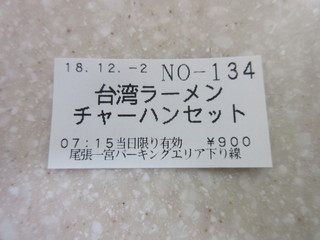 18.12.-2 NO-134
台湾ラーメン
チャーハンセット
07:15当日限り有効 ¥900
尾張一宮パーキングエリア下り線